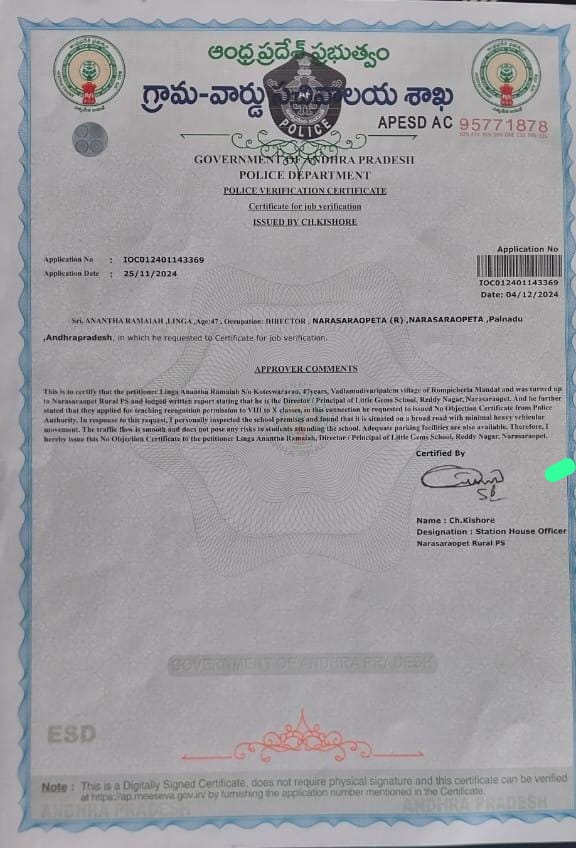 ఆంధ్ర ప్రదేశ్ ప్రభుత్వం
గ్రామ-వార్డు సచివాలయ శాఖ
POLICE
APESD AC 95771878
GOVERNMENT OF ANDHRA PRADESH
POLICE DEPARTMENT
POLICE VERIFICATION CERTIFICATE
Certificate for job verification
ISSUED BY CH.KISHORE
Application No
Application No : IOC012401143369
Application Date : 25/11/2024
IOC012401143369
Date: 04/12/2024
Sri. ANANTHA RAMAIAH ,LINGA ,Age:47 , Occupation: DIRECTOR , NARASARAOPETA (R) ,NARASARAOPETA ,Palnadu
,Andhrapradesh, in which he requested to Certificate for job verification.
APPROVER COMMENTS
This is to certify that the petitioner Linga Anantha Ramaiah S/o Koteswararao, 47years, Vadlamudivaripalem village of Rompicherla Mandal and was turned up
to Narasaraopet Rural PS and lodged written report stating that he is the Director / Principal of Little Gems School, Reddy Nagar, Narasaraopet. And he further
stated that they applied for teaching recognition permission to VIII to X classes, in this connection he requested to issued No Objection Certificate from Police
Authority. In response to this request, I personally inspected the school premises and found that it is situated on a broad road with minimal heavy vehicular
movement. The traffic flow is smooth and does not pose any risks to students attending the school. Adequate parking facilities are also available. Therefore, I
hereby issue this No Objection Certificate to the petitioner Linga Anantha Ramaiah, Director / Principal of Little Gems School, Reddy Nagar, Narasaraopet.
Certified By
Name : Ch.Kishore
Designation : Station House Officer
Narasaraopet Rural PS
GOVERNMENT OF ANDHRA PRADESH
ESD
Note : This is a Digitally Signed Certificate, does not require physical signature and this certificate can be verified
at https://ap.meeseva.gov.in/ by furnishing the application number mentioned in the Certificate.
ANDHRA PRADESH ANDHRA PRADESH